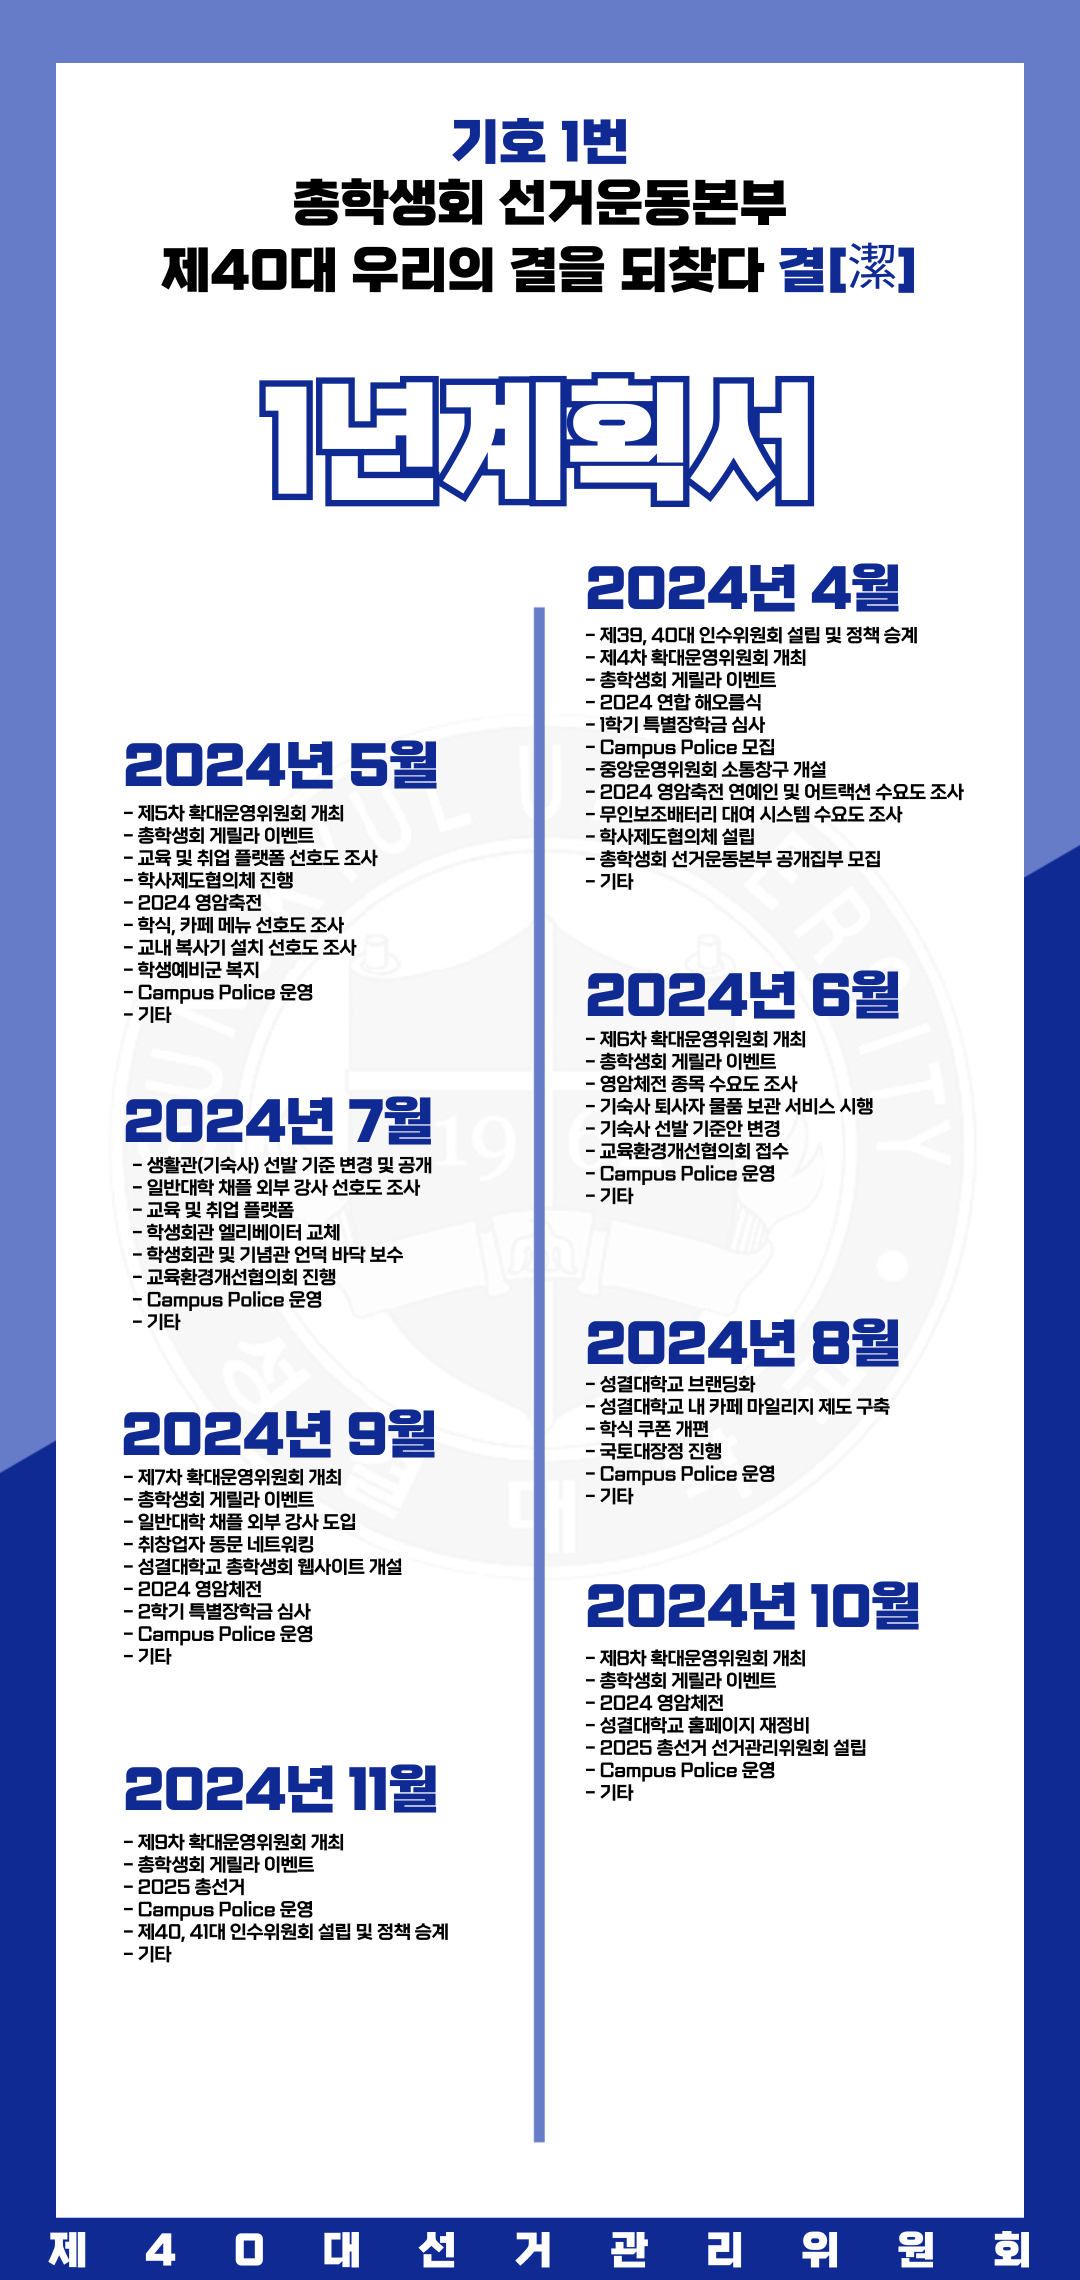 기호 1번
총학생회 선거운동본부
제40대 우리의 결을 되찾다 결[潔]
1년계획서
2024년 4월
- 제39, 40대 인수위원회 설립 및 정책 승계
- 제4차 확대운영위원회 개최
- 총학생회 게릴라 이벤트
- 2024 연합 해오름식
- 1학기 특별장학금 심사
- Campus Police 모집
- 중앙운영위원회 소통창구 개설
- 2024 영암축전 연예인 및 어트랙션 수요도 조사
- 무인보조배터리 대여 시스템 수요도 조사
- 학사제도협의체 설립
- 총학생회 선거운동본부 공개집부 모집
- 기타
2024년 5월
- 제5차 확대운영위원회 개최
- 총학생회 게릴라 이벤트
- 교육 및 취업 플랫폼 선호도 조사
- 학사제도협의체 진행
- 2024 영암축전
- 학식, 카페 메뉴 선호도 조사
- 교내 복사기 설치 선호도 조사
- 학생예비군 복지
- Campus Police 운영
- 기타
2024년 6월
- 제6차 확대운영위원회 개최
- 총학생회 게릴라 이벤트
- 영암체전 종목 수요도 조사
- 기숙사 퇴사자 물품 보관 서비스 시행
- 기숙사 선발 기준안 변경
- 교육환경개선협의회 접수
- Campus Police 운영
- 기타
2024년 7월
- 생활관(기숙사) 선발 기준 변경 및 공개
- 일반대학 채플 외부 강사 선호도 조사
- 교육 및 취업 플랫폼
- 학생회관 엘리베이터 교체
- 학생회관 및 기념관 언덕 바닥 보수
- 교육환경개선협의회 진행
- Campus Police 운영
- 기타
2024년 8월
- 성결대학교 브랜딩화
- 성결대학교 내 카페 마일리지 제도 구축
- 학식 쿠폰 개편
- 국토대장정 진행
- Campus Police 운영
- 기타
2024년 9월
- 제7차 확대운영위원회 개최
- 총학생회 게릴라 이벤트
- 일반대학 채플 외부 강사 도입
- 취창업자 동문 네트워킹
- 성결대학교 총학생회 웹사이트 개설
- 2024 영암체전
- 2학기 특별장학금 심사
- Campus Police 운영
- 기타
2024년 10월
- 제8차 확대운영위원회 개최
- 총학생회 게릴라 이벤트
- 2024 영암체전
- 성결대학교 홈페이지 재정비
- 2025 총선거 선거관리위원회 설립
- Campus Police 운영
- 기타
2024년 11월
- 제9차 확대운영위원회 개최
- 총학생회 게릴라 이벤트
- 2025 총선거
- Campus Police 운영
- 제40, 41대 인수위원회 설립 및 정책 승계
- 기타
제40대선거관리위원회